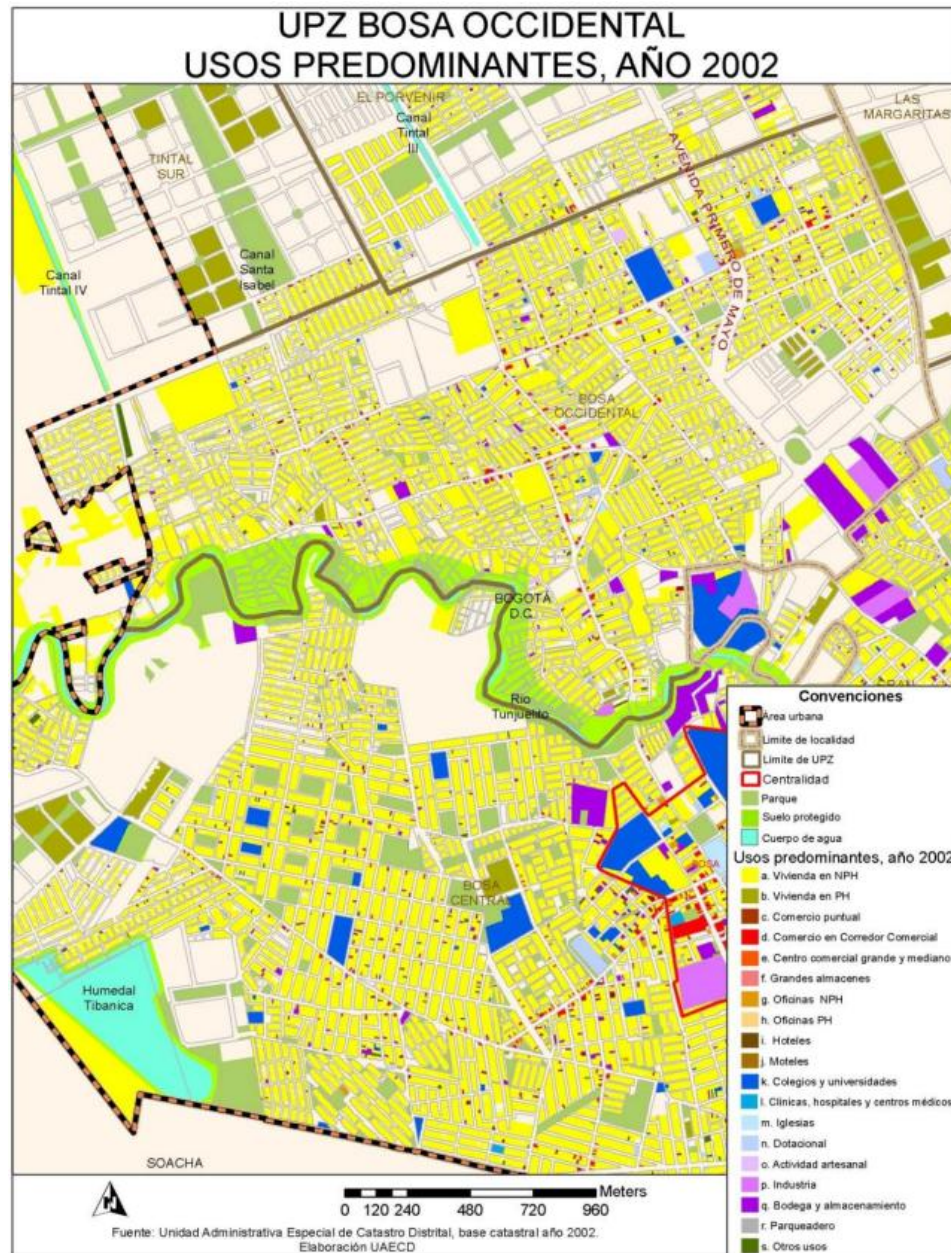 UPZ BOSA OCCIDENTAL
USOS PREDOMINANTES, AÑO 2002
EL PORVENIR
Canal
Tintal
III
LAS
MARGARITAS
TINTAL
SUR
AVENIDA PRIMERO DE MAYO
Canal
Tintal IV
Canal
Santa
Isabel
BOSA
OCCIDENTAL
BOGOTÁ
D.C.
Río
Tunjuelito
BOSA
CENTRAL
Humedal
Tibanica
SOACHA
Convenciones
Área urbana
Limite de localidad
Limite de UPZ
Centralidad
Parque
Suelo protegido
Cuerpo de agua
Usos predominantes, año 2002
a. Vivienda en NPH
b. Vivienda en PH
c. Comercio puntual
d. Comercio en Corredor Comercial
e. Centro comercial grande y mediano
f. Grandes almacenes
g. Oficinas NPH
h. Oficinas PH
i. Hoteles
j. Moteles
k. Colegios y universidades
l. Clínicas, hospitales y centros médicos
m. Iglesias
n. Dotacional
o. Actividad artesanal
p. Industria
q. Bodega y almacenamiento
r. Parqueadero
s. Otros usos
Meters
0 120 240 480 720 960
Fuente: Unidad Administrativa Especial de Catastro Distrital, base catastral año 2002.
Elaboración UAECD